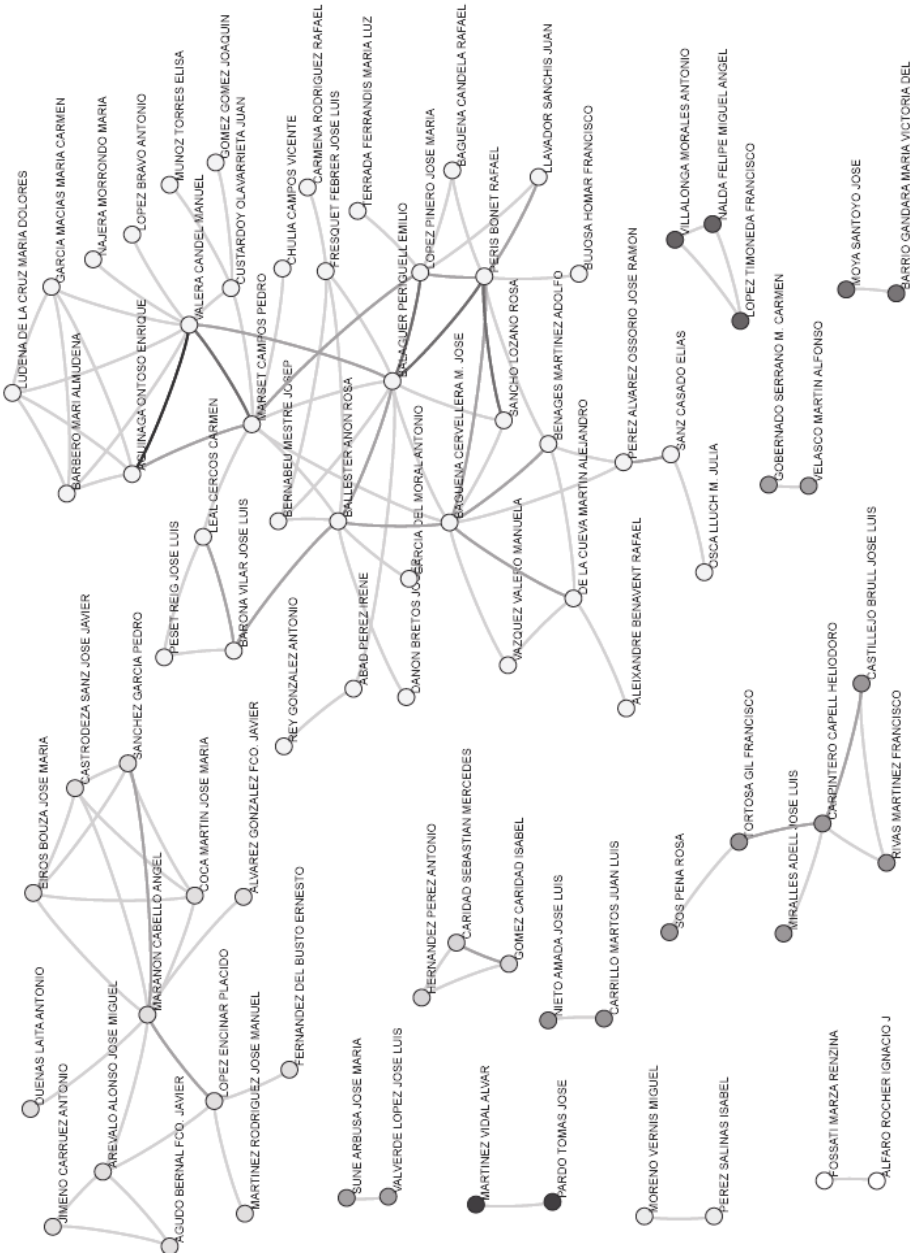 LUDENA DE LA CRUZ MARIA DOLORES
DUENAS LAITA ANTONIO
EIROS BOUZA JOSE MARIA
GARCIA MACIAS MARIA CARMEN
JIMENO CARRUEZ ANTONIO
BARBERO MARI ALMUDENA
CASTRODEZA SANZ JOSE JAVIER
NAJERA MORRONDO MARIA
AREVALO ALONSO JOSE MIGUEL
SANCHEZ GARCIA PEDRO
AGUINAGA ONTOSO ENRIQUE
LOPEZ BRAVO ANTONIO
MARANON CABELLO ANGEL
PESET REIG JOSE LUIS
AGUDO BERNAL FCO. JAVIER
MUNOZ TORRES ELISA
VALERA CANDEL MANUEL
COCA MARTIN JOSE MARIA
LEAL CERCOS CARMEN
LOPEZ ENCINAR PLACIDO
GOMEZ GOMEZ JOAQUIN
CUSTARDOY OLAVARRIETA JUAN
BARONA VILAR JOSE LUIS
ALVAREZ GONZALEZ FCO. JAVIER
MARTINEZ RODRIGUEZ JOSE MANUEL
MARSET CAMPOS PEDRO
BERNABEU MESTRE JOSEP
CHULIA CAMPOS VICENTE
REY GONZALEZ ANTONIO
FERNANDEZ DEL BUSTO ERNESTO
CARMENA RODRIGUEZ RAFAEL
FRESQUET FEBRER JOSE LUIS
BALLESTER ANON ROSA
SUNE ARBUSA JOSE MARIA
ABAD PEREZ IRENE
TERRADA FERRANDIS MARIA LUZ
VALVERDE LOPEZ JOSE LUIS
BALAGUER PERIGUELL EMILIO
DANON BRETOS JOSE
GARCIA DEL MORAL ANTONIO
HERNANDEZ PEREZ ANTONIO
LOPEZ PINERO JOSE MARIA
BAGUENA CERVELLERA M. JOSE
BAGUENA CANDELA RAFAEL
CARIDAD SEBASTIAN MERCEDES
MARTINEZ VIDAL ALVAR
PERIS BONET RAFAEL
SANCHO LOZANO ROSA
VAZQUEZ VALERO MANUELA
GOMEZ CARIDAD ISABEL
LLAVADOR SANCHIS JUAN
BENAGES MARTINEZ ADOLFO
NIETO AMADA JOSE LUIS
PARDO TOMAS JOSE
DE LA CUEVA MARTIN ALEJANDRO
BUJOSA HOMAR FRANCISCO
CARRILLO MARTOS JUAN LUIS
PEREZ ALVAREZ OSSORIO JOSE RAMON
ALEIXANDRE BENAVENT RAFAEL
MORENO VERNIS MIGUEL
SANZ CASADO ELIAS
SOS PENA ROSA
VILLALONGA MORALES ANTONIO
OSCA LLUCH M. JULIA
NALDA FELIPE MIGUEL ANGEL
PEREZ SALINAS ISABEL
TORTOSA GIL FRANCISCO
LOPEZ TIMONEDA FRANCISCO
GOBERNADO SERRANO M. CARMEN
MIRALLES ADELL JOSE LUIS
VELASCO MARTIN ALFONSO
CARPINTERO CAPELL HELIODORO
FOSSATI MARZA RENZINA
MOYA SANTOYO JOSE
CASTILLEJO BRULL JOSE LUIS
ALFARO ROCHER IGNACIO J
RIVAS MARTINEZ FRANCISCO
BARRIO GANDARA MARIA VICTORIA DEL